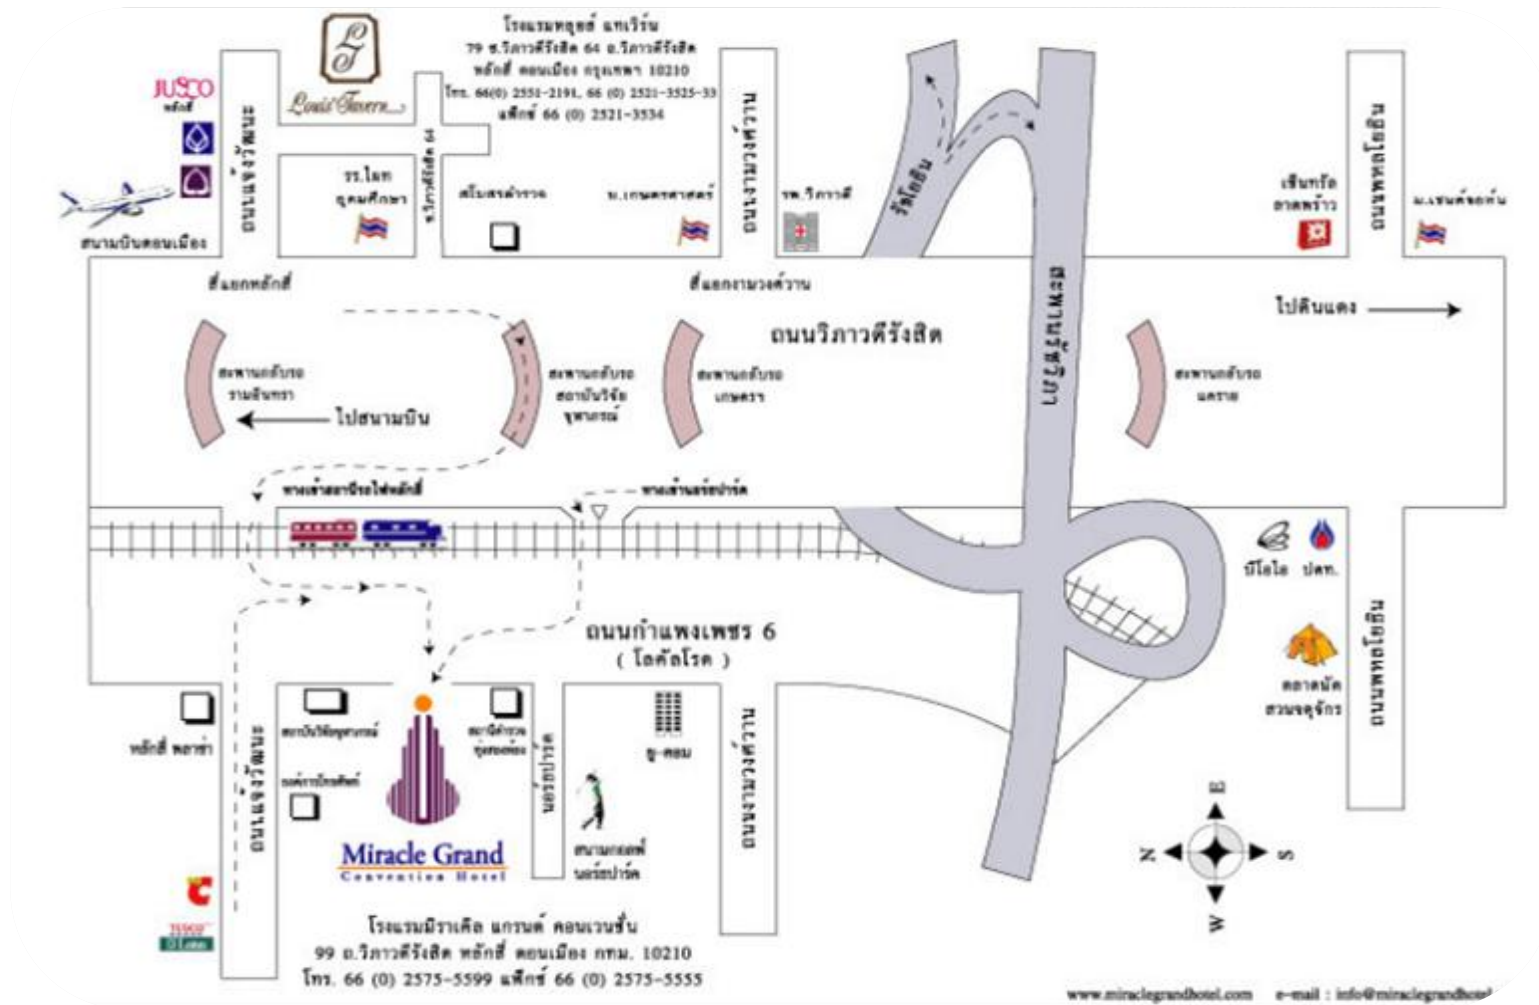 Louis' Tavern
โรงแรมหลุยส์ แทเวิร์น
79 ซ.วิภาวดีรังสิต 64 ถ.วิภาวดีรังสิต
หลักสี่ ดอนเมือง กรุงเทพฯ 10210
โทร. 66(0) 2551-2191, 66 (0) 2521-3525-33
แฟ็กซ์ 66 (0) 2521-3534
JUSCO
หลักสี่
ถนนแจ้งวัฒนะ
ซ.วิภาวดีรังสิต 64
ถนนงามวงศ์วาน
รัชโยธิน
ถนนพหลโยธิน
สนามบินดอนเมือง
สโมสรตำรวจ
ม.เกษตรศาสตร์
รพ.วิภาวดี
เซ็นทรัล
ลาดพร้าว
ม.เซนต์จอห์น
สี่แยกหลักสี่
สี่แยกงามวงศ์วาน
ถนนวิภาวดีรังสิต
สะพานรัชวิภา
ไปดินแดง
สะพานกลับรถ
รามอินทรา
สะพานกลับรถ
สถาบันวิจัย
จุฬาภรณ์
สะพานกลับรถ
เกษตรฯ
สะพานกลับรถ
ไปสนามบิน
ทางเข้าสถานีรถไฟหลักสี่
ทางเข้านอร์ธปาร์ค
บีโอไอ
ปตท.
ถนนกำแพงเพชร 6
( โลคัลโรด )
ถนนพหลโยธิน
ตลาดนัด
สวนจตุจักร
หลักสี่ พลาซ่า
ถนนแจ้งวัฒนะ
สถาบันวิจัยจุฬาภรณ์
องค์การโทรศัพท์
สถานีตำรวจ
ทุ่งสองห้อง
นอร์ธปาร์ค
ยู-คอม
ถนนงามวงศ์วาน
สนามกอล์ฟ
นอร์ธปาร์ค
Miracle Grand
Convention Hotel
TESCO
Lotus
E
N
S
W
โรงแรมมิราเคิล แกรนด์ คอนเวนชั่น
99 ถ.วิภาวดีรังสิต หลักสี่ ดอนเมือง กทม. 10210
โทร. 66 (0) 2575-5599 แฟ็กซ์ 66 (0) 2575-5555
www.miraclegrandhotel.com e-mail : info@miraclegrandhotel